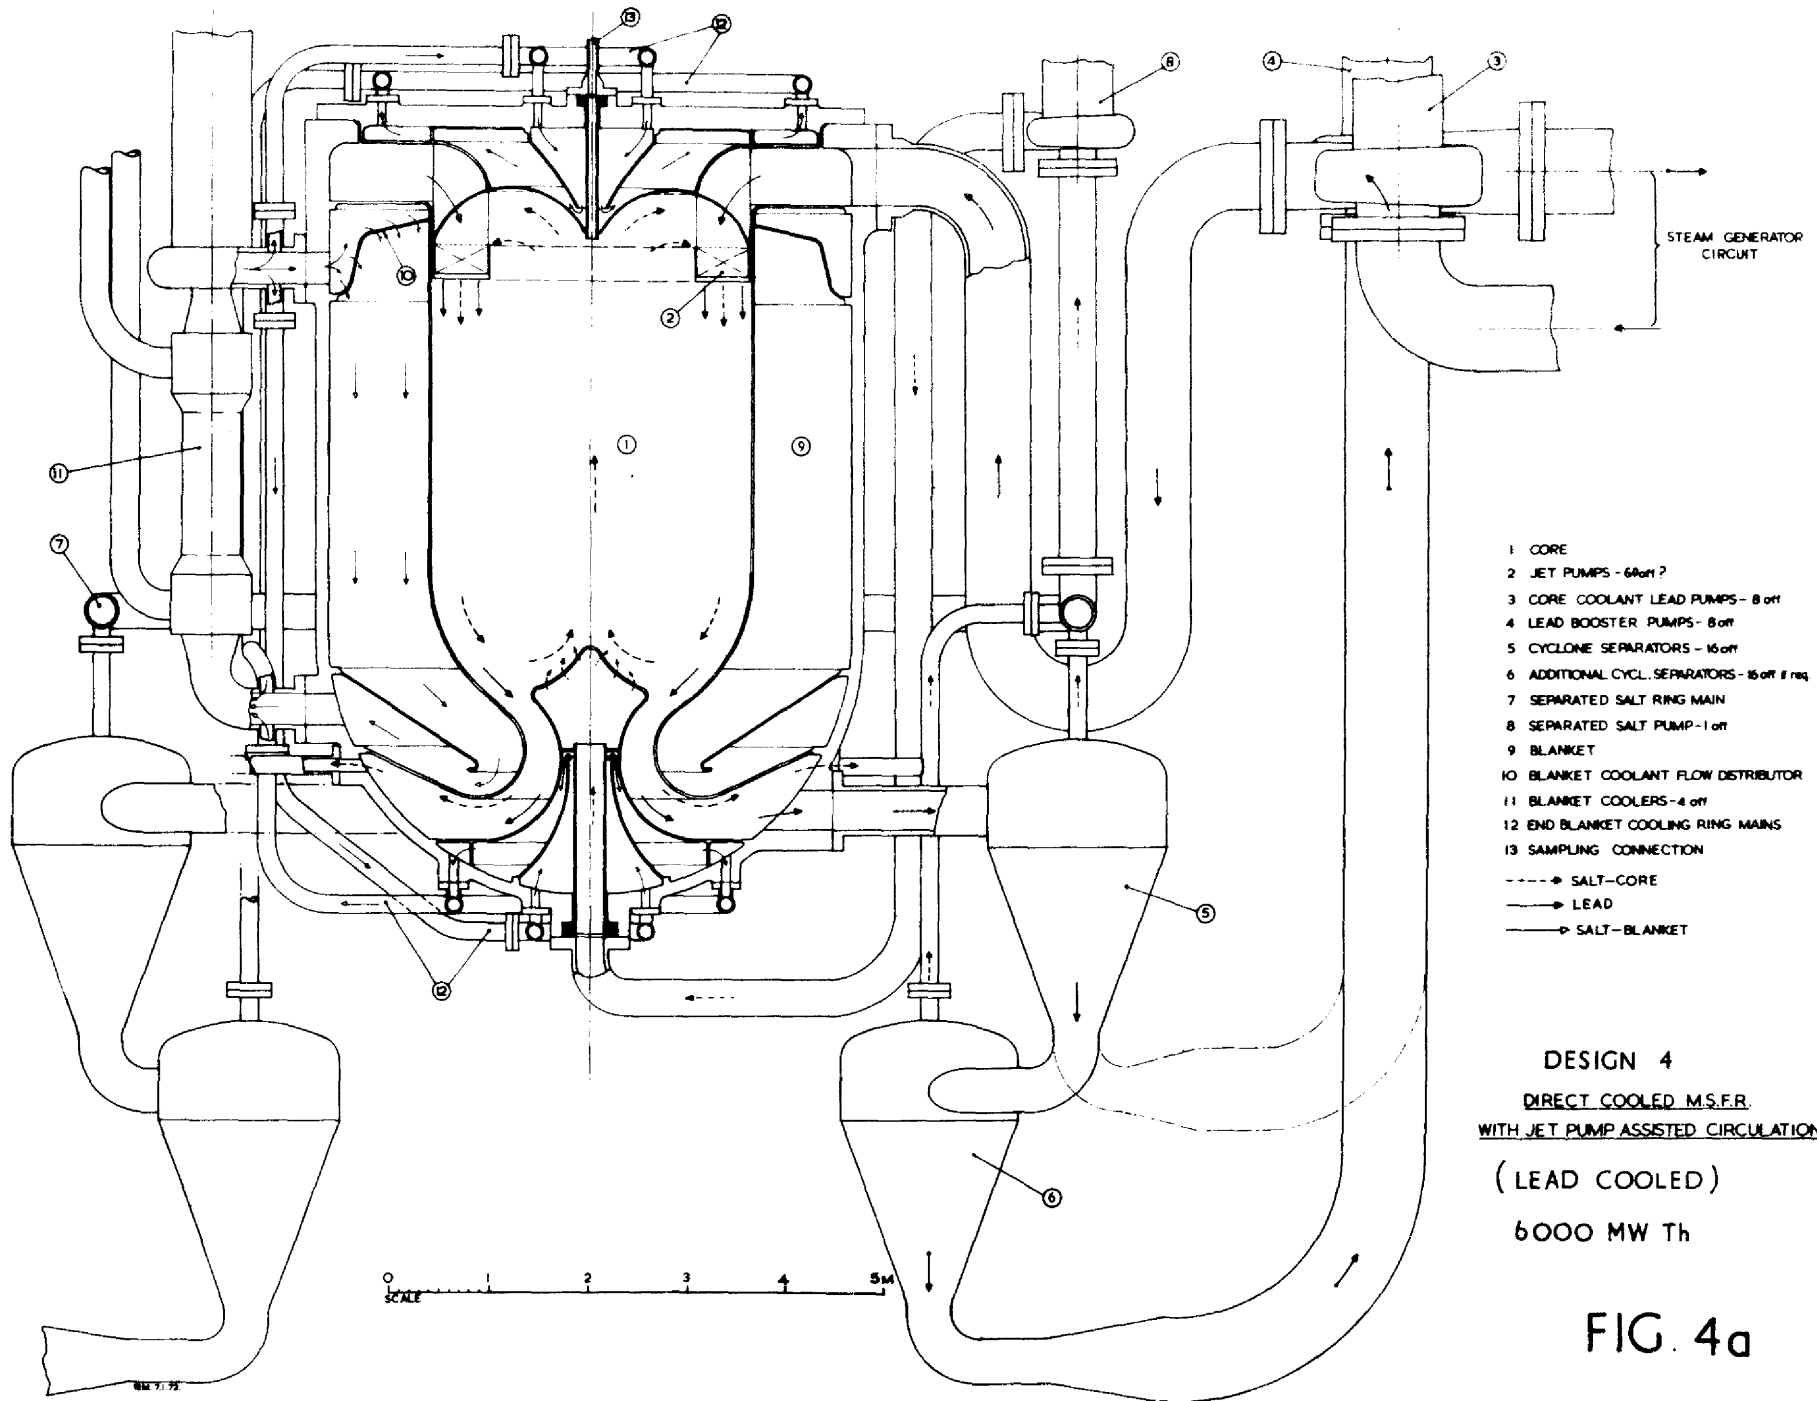 13
12
8
4
3
STEAM GENERATOR
CIRCUIT
10
2
1
9
11
7
1 CORE
2 JET PUMPS - 60off ?
3 CORE COOLANT LEAD PUMPS - 8 off
4 LEAD BOOSTER PUMPS - 8 off
5 CYCLONE SEPARATORS - 16 off
6 ADDITIONAL CYCL. SEPARATORS - 16 off if req.
7 SEPARATED SALT RING MAIN
8 SEPARATED SALT PUMP - 1 off
9 BLANKET
10 BLANKET COOLANT FLOW DISTRIBUTOR
11 BLANKET COOLERS - 4 off
12 END BLANKET COOLING RING MAINS
13 SAMPLING CONNECTION
SALT-CORE
LEAD
SALT-BLANKET
5
12
6
DESIGN 4
DIRECT COOLED M.S.F.R.
WITH JET PUMP ASSISTED CIRCULATION
(LEAD COOLED)
6000 MW Th
0 1 2 3 4 5M
SCALE
FIG. 4a
7.1.72